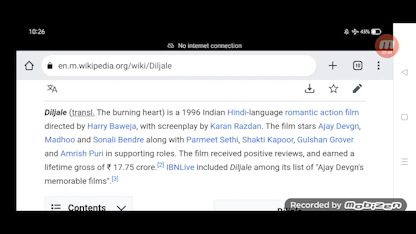 10:26
43%
No internet connection
en.m.wikipedia.org/wiki/Diljale
Diljale (transl. The burning heart) is a 1996 Indian Hindi-language romantic action film
directed by Harry Baweja, with screenplay by Karan Razdan. The film stars Ajay Devgn,
Madhoo and Sonali Bendre along with Parmeet Sethi, Shakti Kapoor, Gulshan Grover
and Amrish Puri in supporting roles. The film received positive reviews, and earned a
lifetime gross of ₹ 17.75 crore.[2] IBNLive included Diljale among its list of "Ajay Devgn's
memorable films".[3]
Contents
Recorded by mobizen